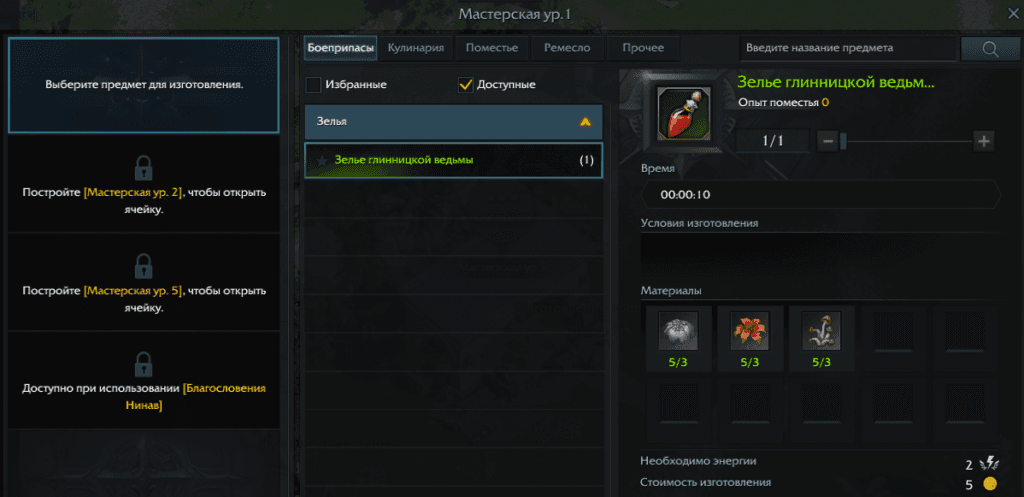 Мастерская ур.1
Выберите предмет для изготовления.
Постройте [Мастерская ур. 2], чтобы открыть
ячейку.
Постройте [Мастерская ур. 5], чтобы открыть
ячейку.
Доступно при использовании [Благословения
Нинав]
Боеприпасы Кулинария Поместье Ремесло Прочее
Введите название предмета
Избранные Доступные
Зелья
Зелье глинницкой ведьмы (1)
Зелье глинницкой ведьм...
Опыт поместья 0
1/1
Время
00:00:10
Условия изготовления
Материалы
5/3 5/3 5/3
Необходимо энергии 2
Стоимость изготовления 5